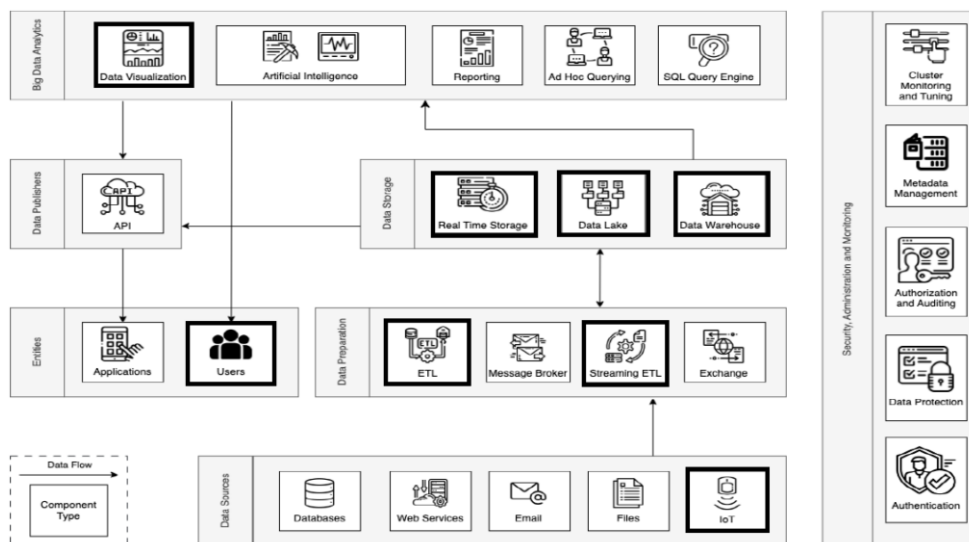 Big Data Analytics
Data Visualization
Artificial Intelligence
Reporting
Ad Hoc Querying
SQL Query Engine
Data Publishers
API
API
Data Storage
Real Time Storage
Data Lake
Data Warehouse
Entities
Applications
Users
Data Preparation
ETL
ETL
Message Broker
Streaming ETL
Exchange
Data Flow
Component
Type
Data Sources
Databases
Web Services
Email
Files
IoT
Security, Administration and Monitoring
Cluster
Monitoring
and Tuning
Metadata
Management
Authorization
and Auditing
Data Protection
Authentication